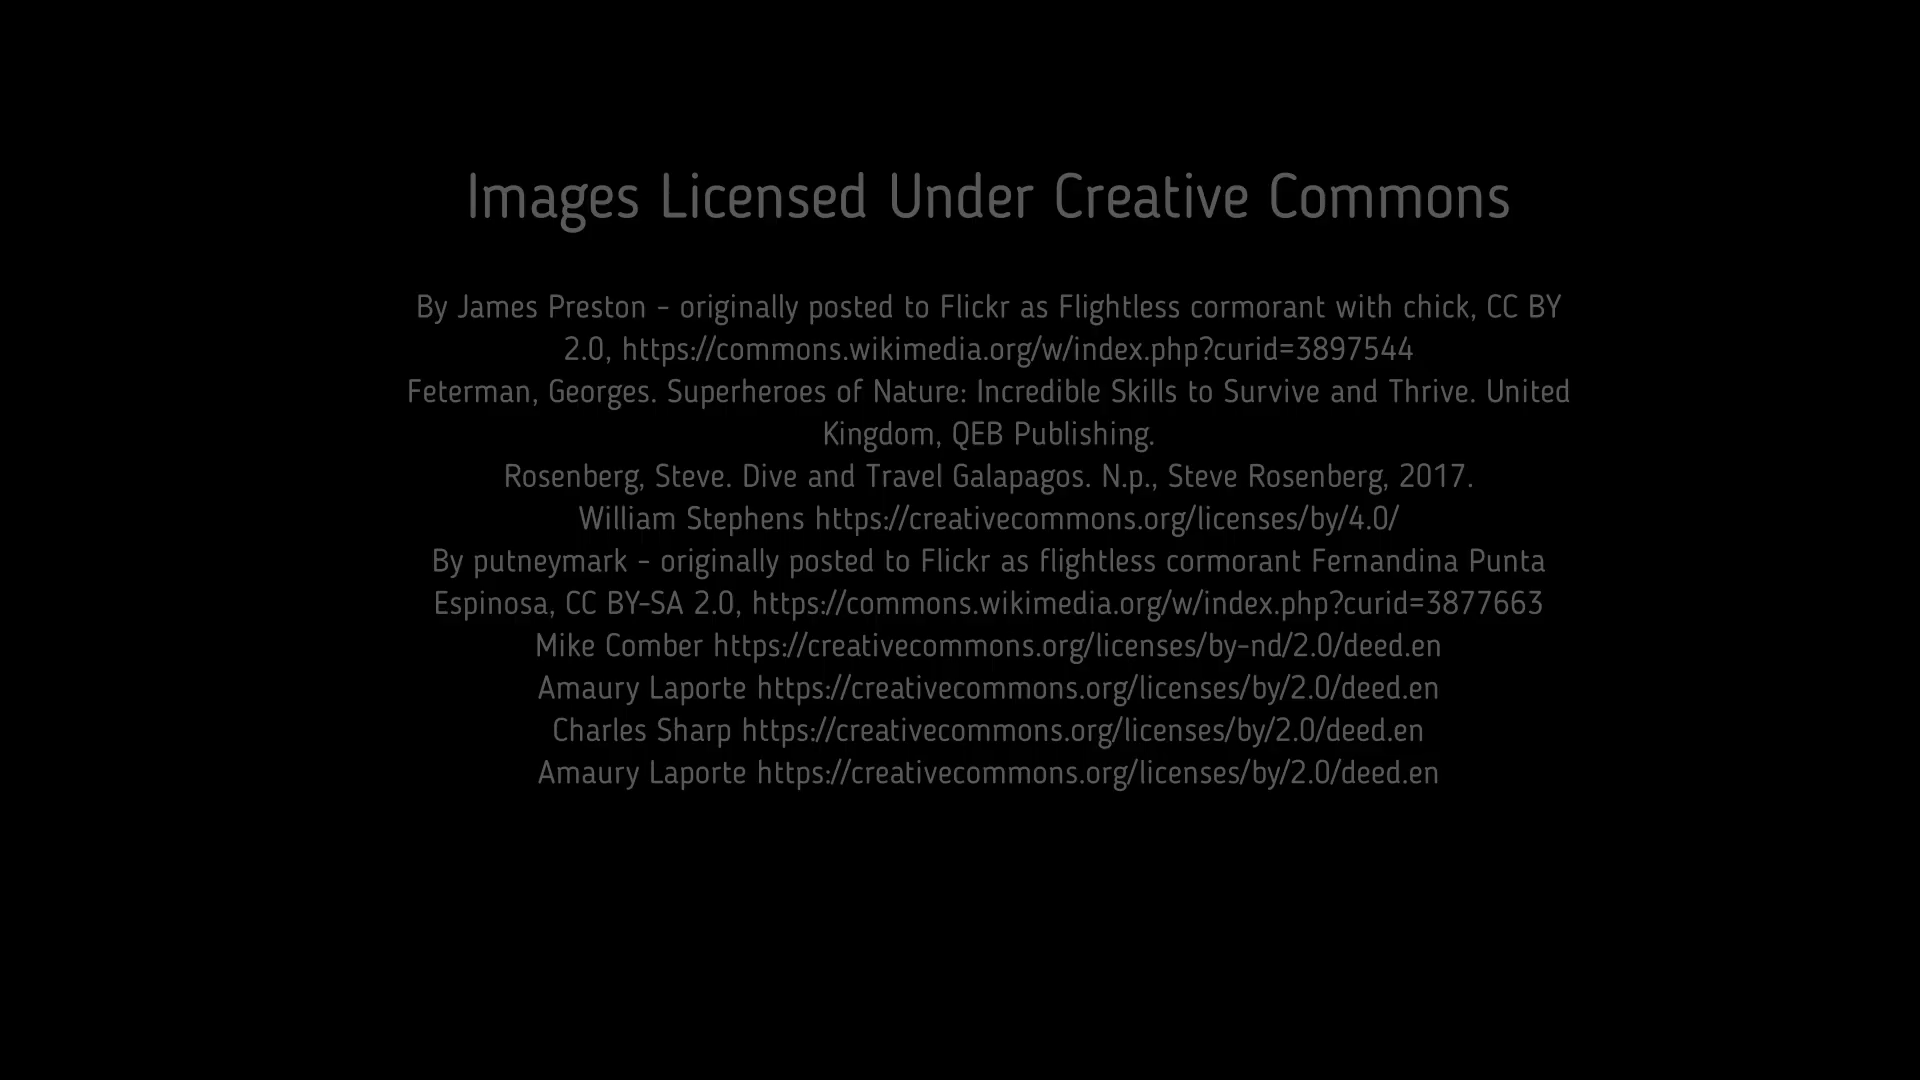 Images Licensed Under Creative Commons
By James Preston - originally posted to Flickr as Flightless cormorant with chick, CC BY
2.0, https://commons.wikimedia.org/w/index.php?curid=3897544
Feterman, Georges. Superheroes of Nature: Incredible Skills to Survive and Thrive. United
Kingdom, QEB Publishing.
Rosenberg, Steve. Dive and Travel Galapagos. N.p., Steve Rosenberg, 2017.
William Stephens https://creativecommons.org/licenses/by/4.0/
By putneymark - originally posted to Flickr as flightless cormorant Fernandina Punta
Espinosa, CC BY-SA 2.0, https://commons.wikimedia.org/w/index.php?curid=3877663
Mike Comber https://creativecommons.org/licenses/by-nd/2.0/deed.en
Amaury Laporte https://creativecommons.org/licenses/by/2.0/deed.en
Charles Sharp https://creativecommons.org/licenses/by/2.0/deed.en
Amaury Laporte https://creativecommons.org/licenses/by/2.0/deed.en